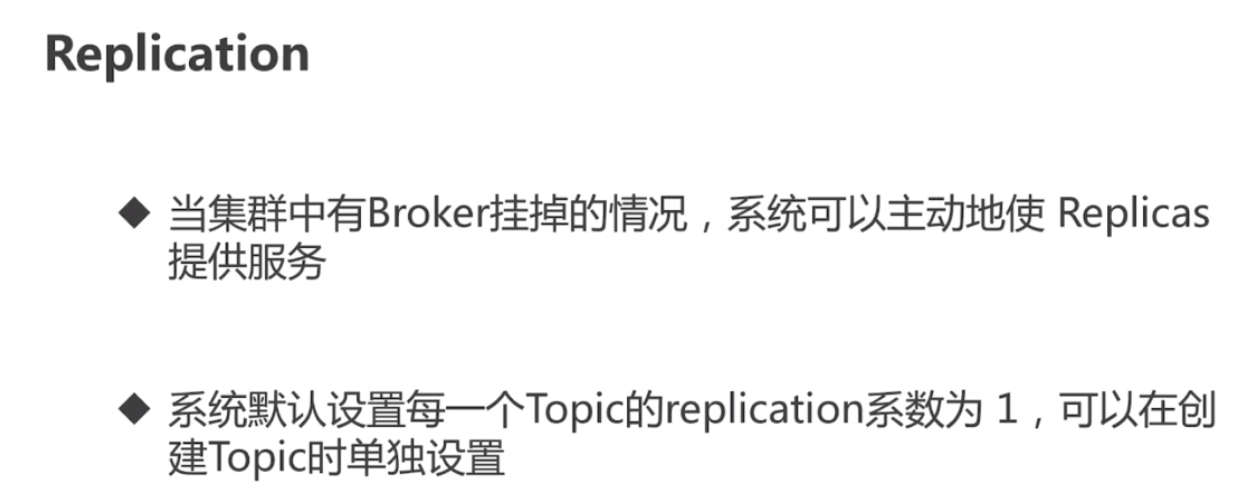 Replication
◆ 当集群中有Broker挂掉的情况，系统可以主动地使 Replicas
提供服务
◆ 系统默认设置每一个Topic的replication系数为 1，可以在创
建Topic时单独设置